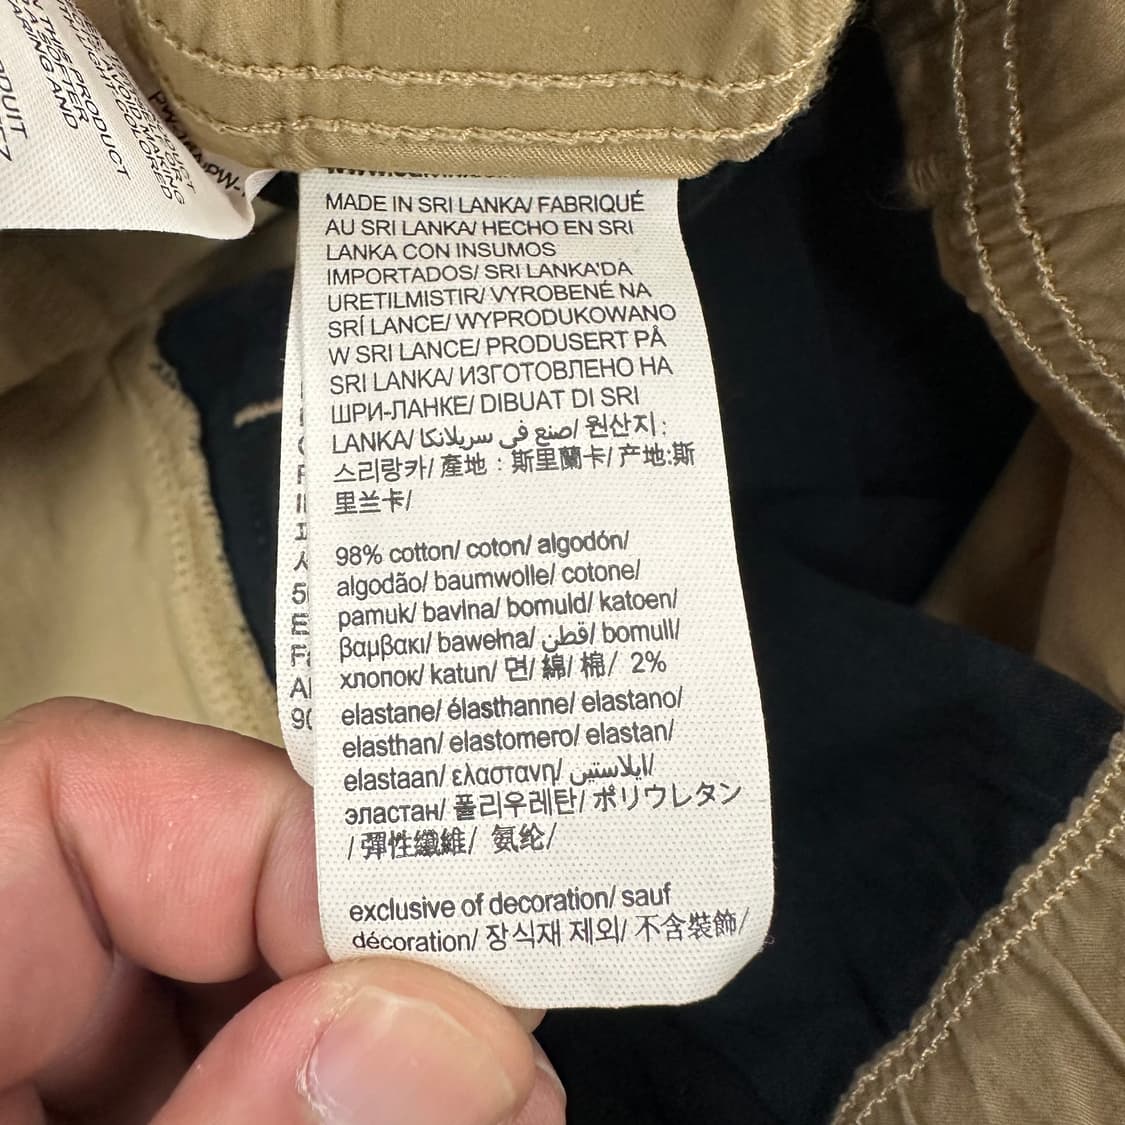 MADE IN SRI LANKA/ FABRIQUÉ
AU SRI LANKA/ HECHO EN SRI
LANKA CON INSUMOS
IMPORTADOS/ SRI LANKA'DA
URETILMISTIR/ VYROBENÉ NA
SRÍ LANCE/ WYPRODUKOWANO
W SRI LANCE/ PRODUSERT PÅ
SRI LANKA/ ИЗГОТОВЛЕНО НА
ШРИ-ЛАНКЕ/ DIBUAT DI SRI
LANKA/ صنع في سريلانكا/ 원산지:
스리랑카/ 產地：斯里蘭卡/ 产地:斯
里兰卡/
98% cotton/ coton/ algodón/
algodão/ baumwolle/ cotone/
pamuk/ bavlna/ bomuld/ katoen/
βαμβακι/ bawełna/ قطن/ bomull/
хлопок/ katun/ 면/ 綿/ 棉/ 2%
elastane/ élasthanne/ elastano/
elasthan/ elastomero/ elastan/
elastaan/ ελαστανη/ ايلاستين/
эластан/ 폴리우레탄/ ポリウレタン
/ 彈性纖維/ 氨纶/
exclusive of decoration/ sauf
décoration/ 장식재 제외/ 不含裝飾/
THIS PRODUCT
AFTER
AND
PRODUCT